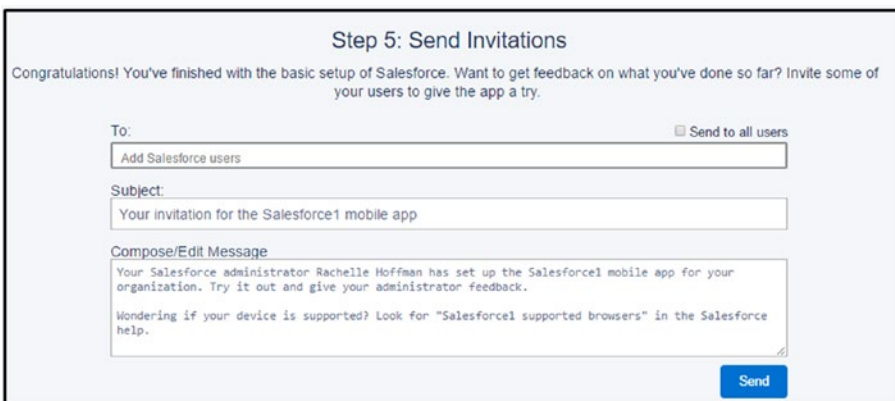 Step 5: Send Invitations
Congratulations! You've finished with the basic setup of Salesforce. Want to get feedback on what you've done so far? Invite some of
your users to give the app a try.
To:
Send to all users
Add Salesforce users
Subject:
Your invitation for the Salesforce1 mobile app
Compose/Edit Message
Your Salesforce administrator Rachelle Hoffman has set up the Salesforce1 mobile app for your
organization. Try it out and give your administrator feedback.
Wondering if your device is supported? Look for "Salesforce1 supported browsers" in the Salesforce
help.
Send